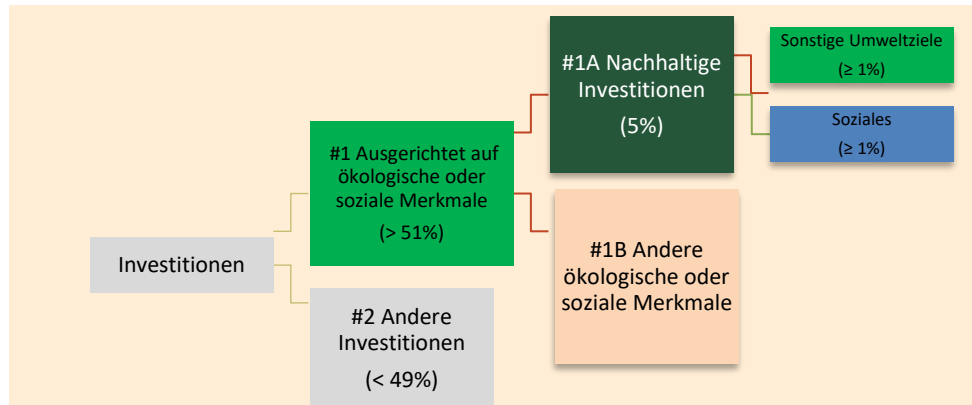 Investitionen
#1 Ausgerichtet auf
ökologische oder
soziale Merkmale
(> 51%)
#2 Andere
Investitionen
(< 49%)
#1A Nachhaltige
Investitionen
(5%)
#1B Andere
ökologische oder
soziale Merkmale
Sonstige Umweltziele
(≥ 1%)
Soziales
(≥ 1%)